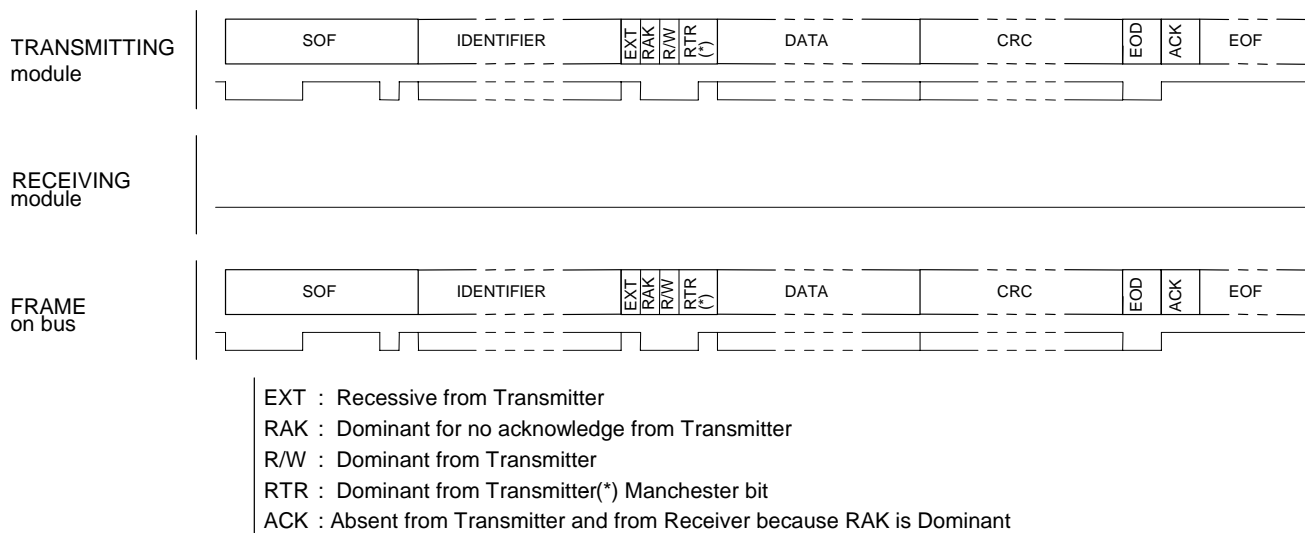 TRANSMITTING
module
SOF IDENTIFIER EXT RAK R/W RTR (*) DATA CRC EOD ACK EOF
RECEIVING
module
FRAME
on bus
SOF IDENTIFIER EXT RAK R/W RTR (*) DATA CRC EOD ACK EOF
EXT : Recessive from Transmitter
RAK : Dominant for no acknowledge from Transmitter
R/W : Dominant from Transmitter
RTR : Dominant from Transmitter(*) Manchester bit
ACK : Absent from Transmitter and from Receiver because RAK is Dominant